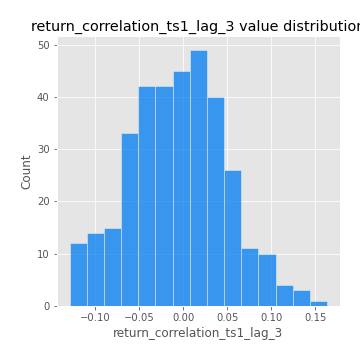 return_correlation_ts1_lag_3 value distribution
50
40
30
20
10
0
Count
−0.10 −0.05 0.00 0.05 0.10 0.15
return_correlation_ts1_lag_3